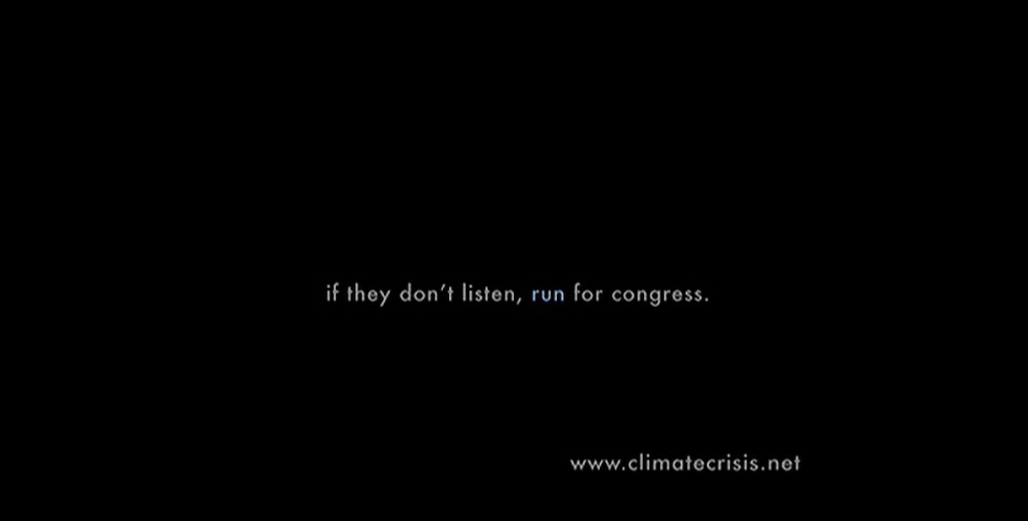 if they don’t listen, run for congress.
www.climatecrisis.net